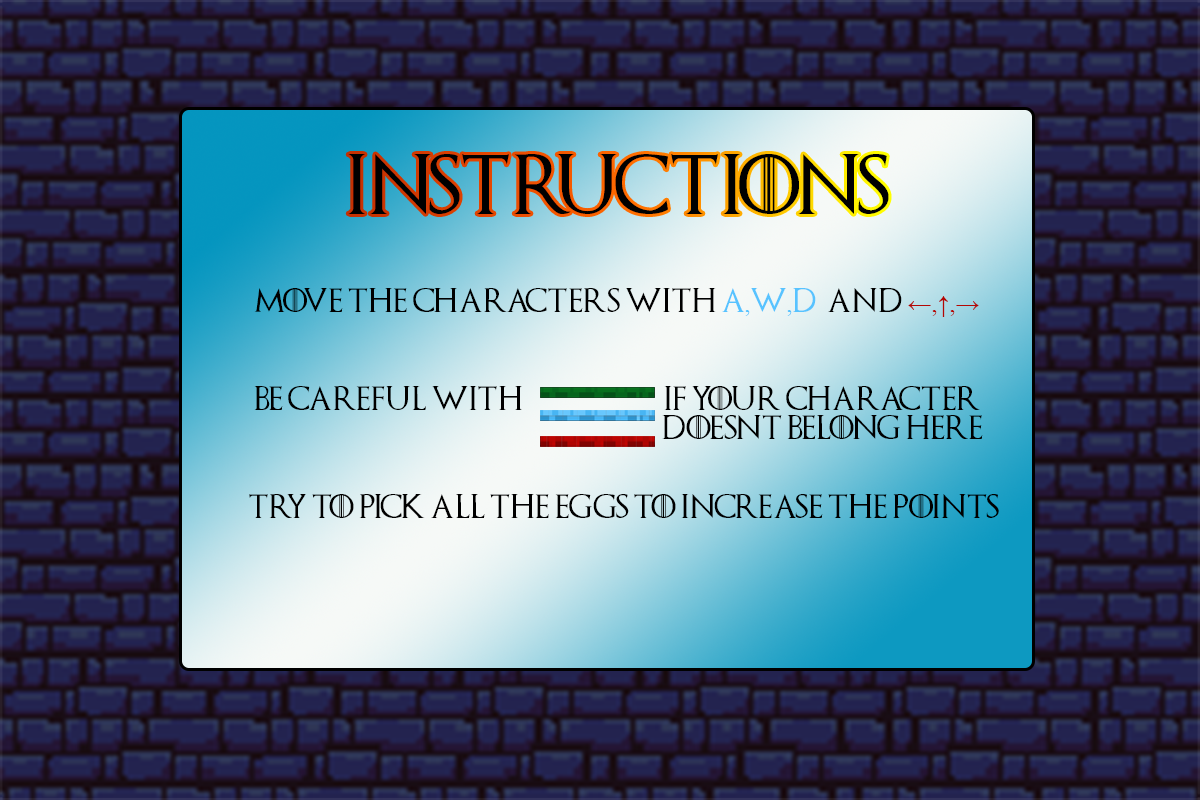 INSTRUCTIONS
MOVE THE CHARACTERS WITH A,W,D AND ←,↑,→
BE CAREFUL WITH IF YOUR CHARACTER
DOESNT BELONG HERE
TRY TO PICK ALL THE EGGS TO INCREASE THE POINTS